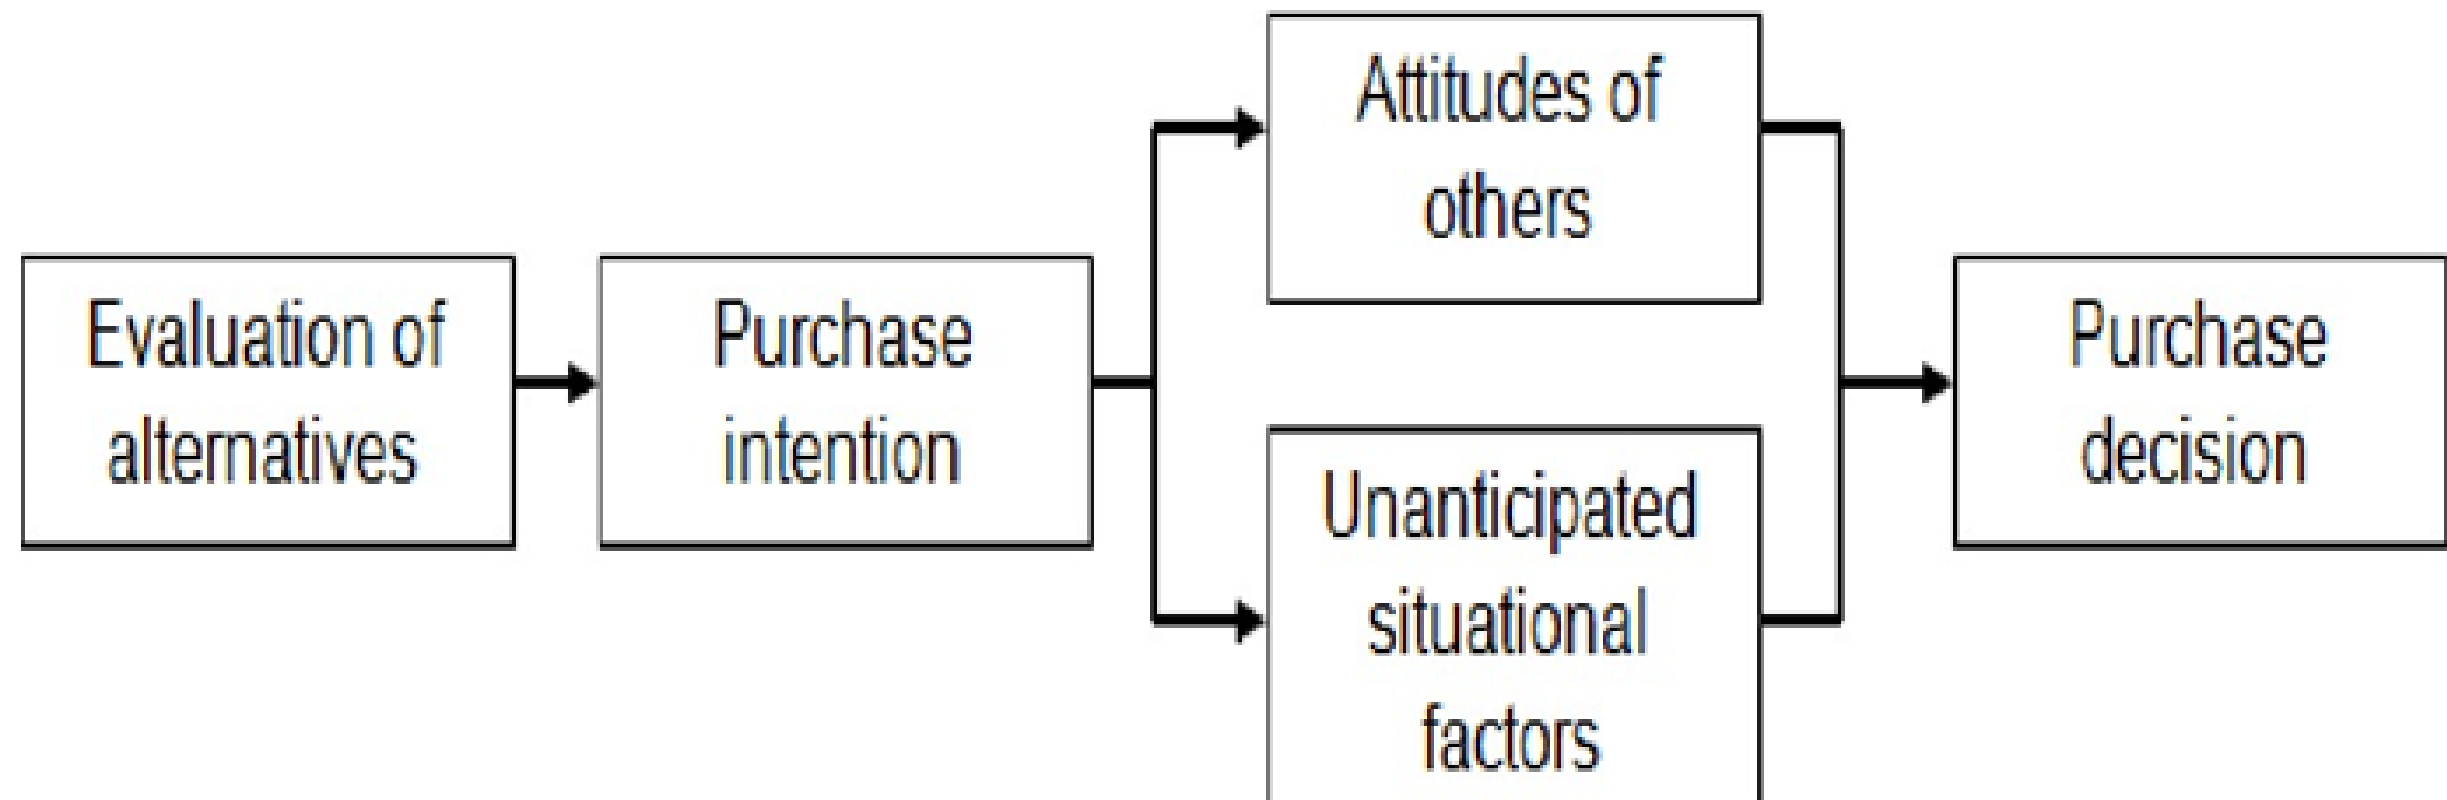 Evaluation of
alternatives
Purchase
intention
Attitudes of
others
Unanticipated
situational
factors
Purchase
decision